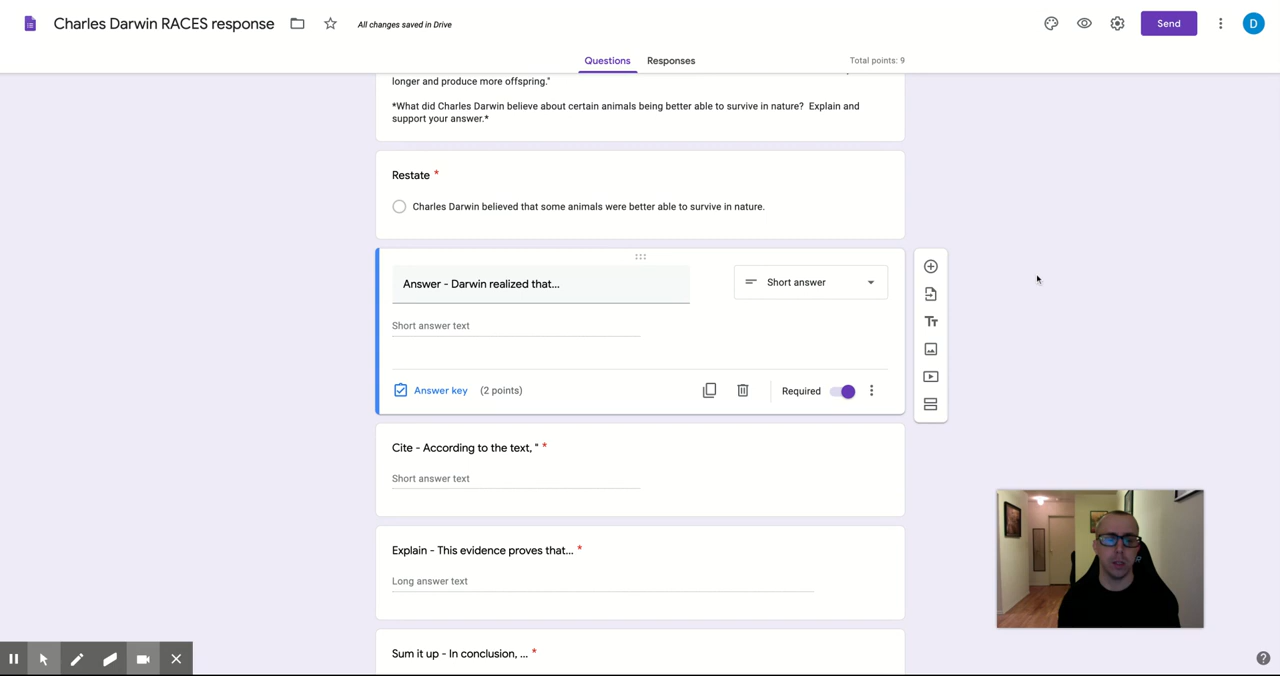 Charles Darwin RACES response
All changes saved in Drive
Send
D
Questions
Responses
Total points: 9
longer and produce more offspring."
*What did Charles Darwin believe about certain animals being better able to survive in nature?  Explain and
support your answer.*
Restate *
Charles Darwin believed that some animals were better able to survive in nature.
Answer - Darwin realized that...
Short answer
Short answer text
Answer key
(2 points)
Required
Cite - According to the text, " *
Short answer text
Explain - This evidence proves that... *
Long answer text
Sum it up - In conclusion, ... *